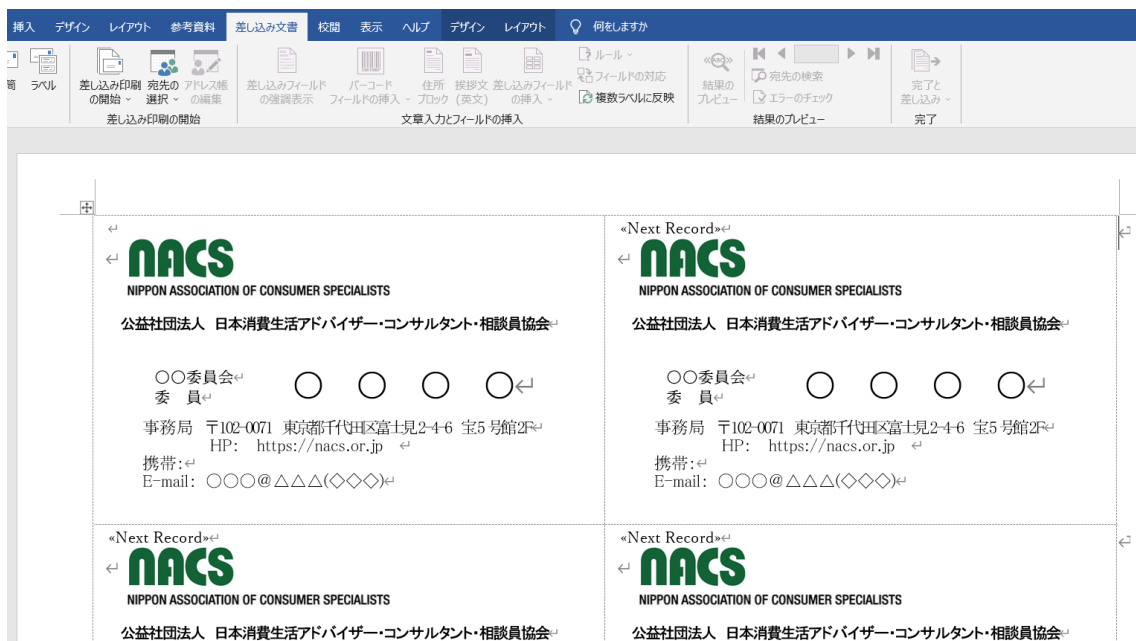 挿入 デザイン レイアウト 参考資料 差し込み文書 校閲 表示 ヘルプ デザイン レイアウト 何をしますか
ラベル
差し込み印刷の開始
宛先の選択
アドレス帳の編集
差し込み印刷の開始
差し込みフィールドの強調表示
バーコードフィールドの挿入
住所ブロック
挨拶文(英文)
差し込みフィールドの挿入
ルール
フィールドの対応
複数ラベルに反映
文章入力とフィールドの挿入
結果のプレビュー
宛先の検索
エラーのチェック
結果のプレビュー
完了と差し込み
完了
NACS
NIPPON ASSOCIATION OF CONSUMER SPECIALISTS
公益社団法人 日本消費生活アドバイザー・コンサルタント・相談員協会
〇〇委員会
委 員
〇 〇 〇 〇
事務局 〒102-0071 東京都千代田区富士見2-4-6 宝5号館2F
HP: https://nacs.or.jp
携帯:
E-mail: 〇〇〇@△△△(◇◇◇)
«Next Record»
NACS
NIPPON ASSOCIATION OF CONSUMER SPECIALISTS
公益社団法人 日本消費生活アドバイザー・コンサルタント・相談員協会
〇〇委員会
委 員
〇 〇 〇 〇
事務局 〒102-0071 東京都千代田区富士見2-4-6 宝5号館2F
HP: https://nacs.or.jp
携帯:
E-mail: 〇〇〇@△△△(◇◇◇)
«Next Record»
NACS
NIPPON ASSOCIATION OF CONSUMER SPECIALISTS
公益社団法人 日本消費生活アドバイザー・コンサルタント・相談員協会
«Next Record»
NACS
NIPPON ASSOCIATION OF CONSUMER SPECIALISTS
公益社団法人 日本消費生活アドバイザー・コンサルタント・相談員協会